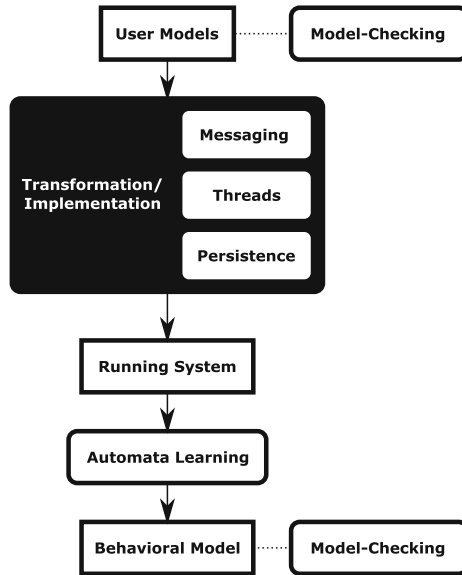 User Models
Model-Checking
Messaging
Transformation/
Implementation
Threads
Persistence
Running System
Automata Learning
Behavioral Model
Model-Checking